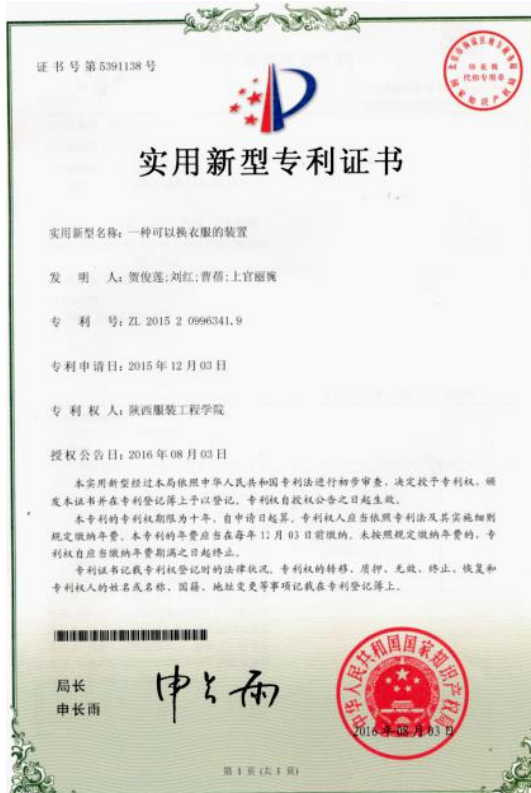 证书号第5391138号
印花税
代扣专用章
国家知识产权局
实用新型专利证书
实用新型名称：一种可以换衣服的装置
发 明 人：贺俊莲;刘红;曹蓓;上官丽琬
专 利 号：ZL 2015 2 0996341.9
专利申请日：2015年12月03日
专 利 权 人：陕西服装工程学院
授权公告日：2016年08月03日
本实用新型经过本局依照中华人民共和国专利法进行初步审查，决定授予专利权，颁
发本证书并在专利登记簿上予以登记。专利权自授权公告之日起生效。
本专利的专利权期限为十年，自申请日起算。专利权人应当依照专利法及其实施细则
规定缴纳年费。本专利的年费应当在每年12月03日前缴纳。未按照规定缴纳年费的，专
利权自应当缴纳年费期满之日起终止。
专利证书记载专利权登记时的法律状况。专利权的转移、质押、无效、终止、恢复和
专利权人的姓名或名称、国籍、地址变更等事项记载在专利登记簿上。
局长
申长雨
申长雨
中华人民共和国国家知识产权局
2016年08月03日
第1页(共1页)